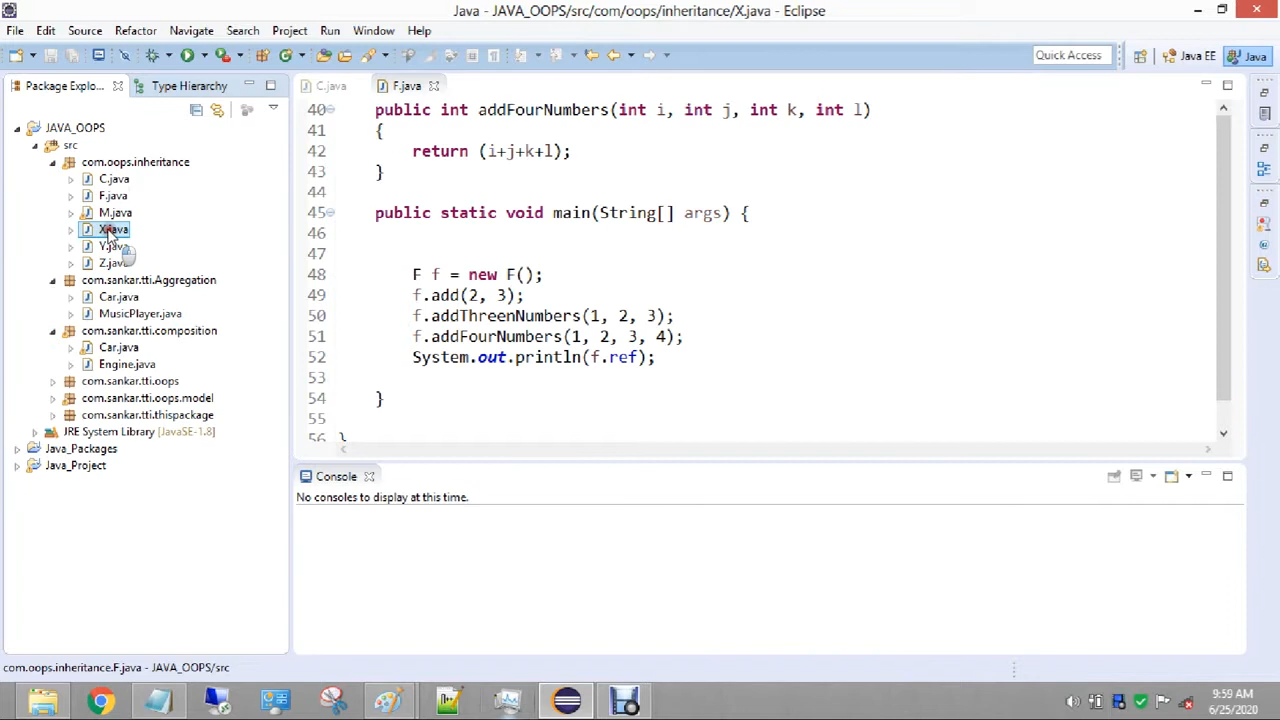 Java - JAVA_OOPS/src/com/oops/inheritance/X.java - Eclipse
File Edit Source Refactor Navigate Search Project Run Window Help
Quick Access
Java EE
Java
Package Explo...
Type Hierarchy
C.java
F.java
JAVA_OOPS
src
com.oops.inheritance
C.java
F.java
M.java
X.java
Y.java
Z.java
com.sankar.tti.Aggregation
Car.java
MusicPlayer.java
com.sankar.tti.composition
Car.java
Engine.java
com.sankar.tti.oops
com.sankar.tti.oops.model
com.sankar.tti.thispackage
JRE System Library [JavaSE-1.8]
Java_Packages
Java_Project
40 public int addFourNumbers(int i, int j, int k, int l)
41 {
42 return (i+j+k+l);
43 }
44
45 public static void main(String[] args) {
46
47
48 F f = new F();
49 f.add(2, 3);
50 f.addThreenNumbers(1, 2, 3);
51 f.addFourNumbers(1, 2, 3, 4);
52 System.out.println(f.ref);
53
54 }
55
56 }
Console
No consoles to display at this time.
com.oops.inheritance.F.java - JAVA_OOPS/src
9:59 AM
6/25/2020